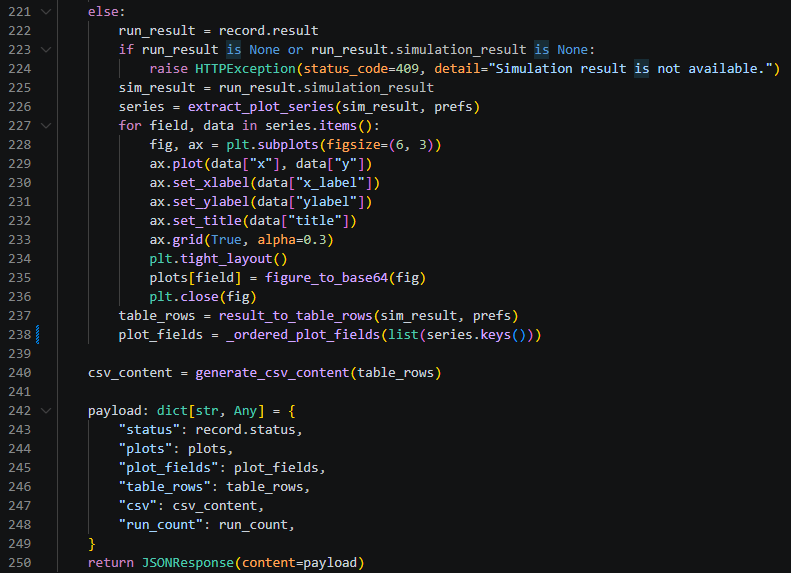 221 else:
222 run_result = record.result
223 if run_result is None or run_result.simulation_result is None:
224 raise HTTPException(status_code=409, detail="Simulation result is not available.")
225 sim_result = run_result.simulation_result
226 series = extract_plot_series(sim_result, prefs)
227 for field, data in series.items():
228 fig, ax = plt.subplots(figsize=(6, 3))
229 ax.plot(data["x"], data["y"])
230 ax.set_xlabel(data["x_label"])
231 ax.set_ylabel(data["ylabel"])
232 ax.set_title(data["title"])
233 ax.grid(True, alpha=0.3)
234 plt.tight_layout()
235 plots[field] = figure_to_base64(fig)
236 plt.close(fig)
237 table_rows = result_to_table_rows(sim_result, prefs)
238 plot_fields = _ordered_plot_fields(list(series.keys()))
239
240 csv_content = generate_csv_content(table_rows)
241
242 payload: dict[str, Any] = {
243 "status": record.status,
244 "plots": plots,
245 "plot_fields": plot_fields,
246 "table_rows": table_rows,
247 "csv": csv_content,
248 "run_count": run_count,
249 }
250 return JSONResponse(content=payload)